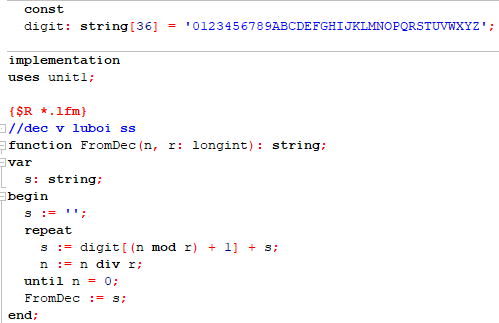 const
digit: string[36] = '0123456789ABCDEFGHIJKLMNOPQRSTUVWXYZ';
implementation
uses unit1;
{$R *.lfm}
//dec v luboi ss
function FromDec(n, r: longint): string;
var
s: string;
begin
s := '';
repeat
s := digit[(n mod r) + 1] + s;
n := n div r;
until n = 0;
FromDec := s;
end;